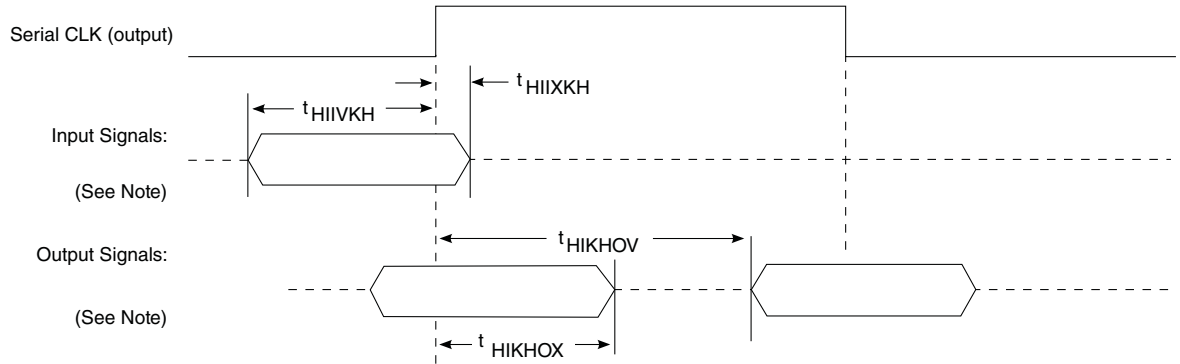 Serial CLK (output)
tHIIXKH
tHIIVKH
Input Signals:
(See Note)
tHIKHOV
Output Signals:
(See Note)
tHIKHOX